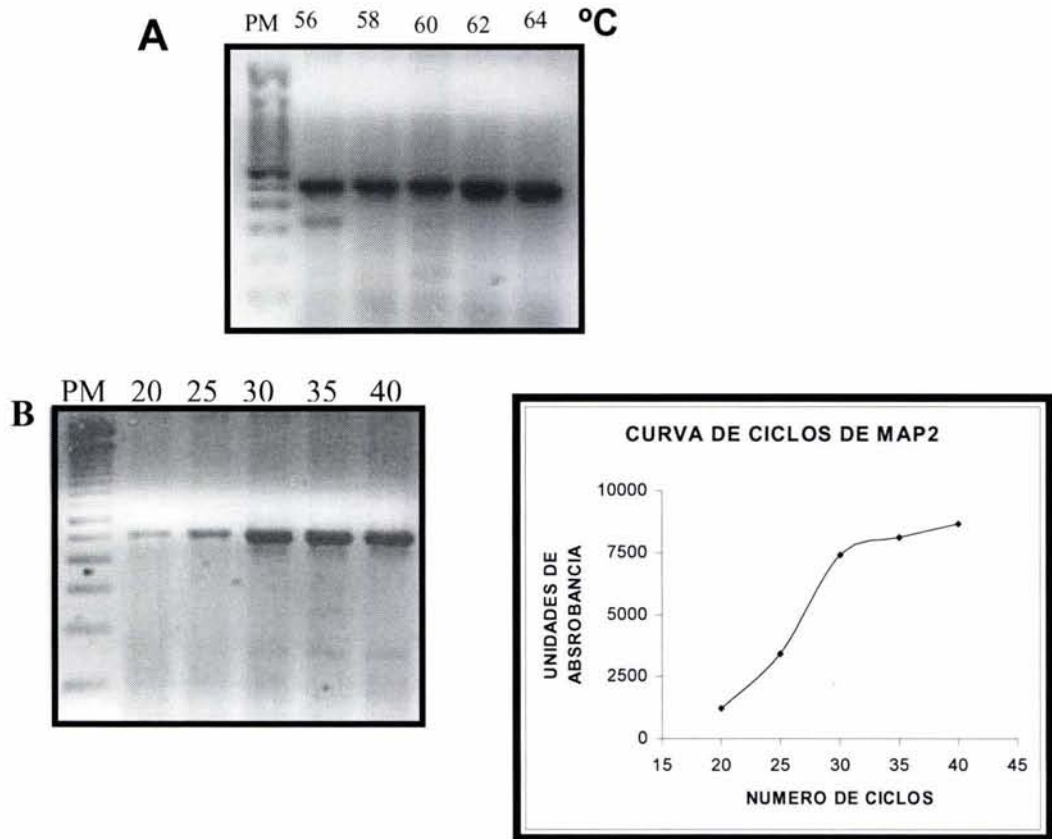 A
PM 56 58 60 62 64 ºC
B
PM 20 25 30 35 40
CURVA DE CICLOS DE MAP2
UNIDADES DE
ABSROBANCIA
10000
7500
5000
2500
0
15 20 25 30 35 40 45
NUMERO DE CICLOS